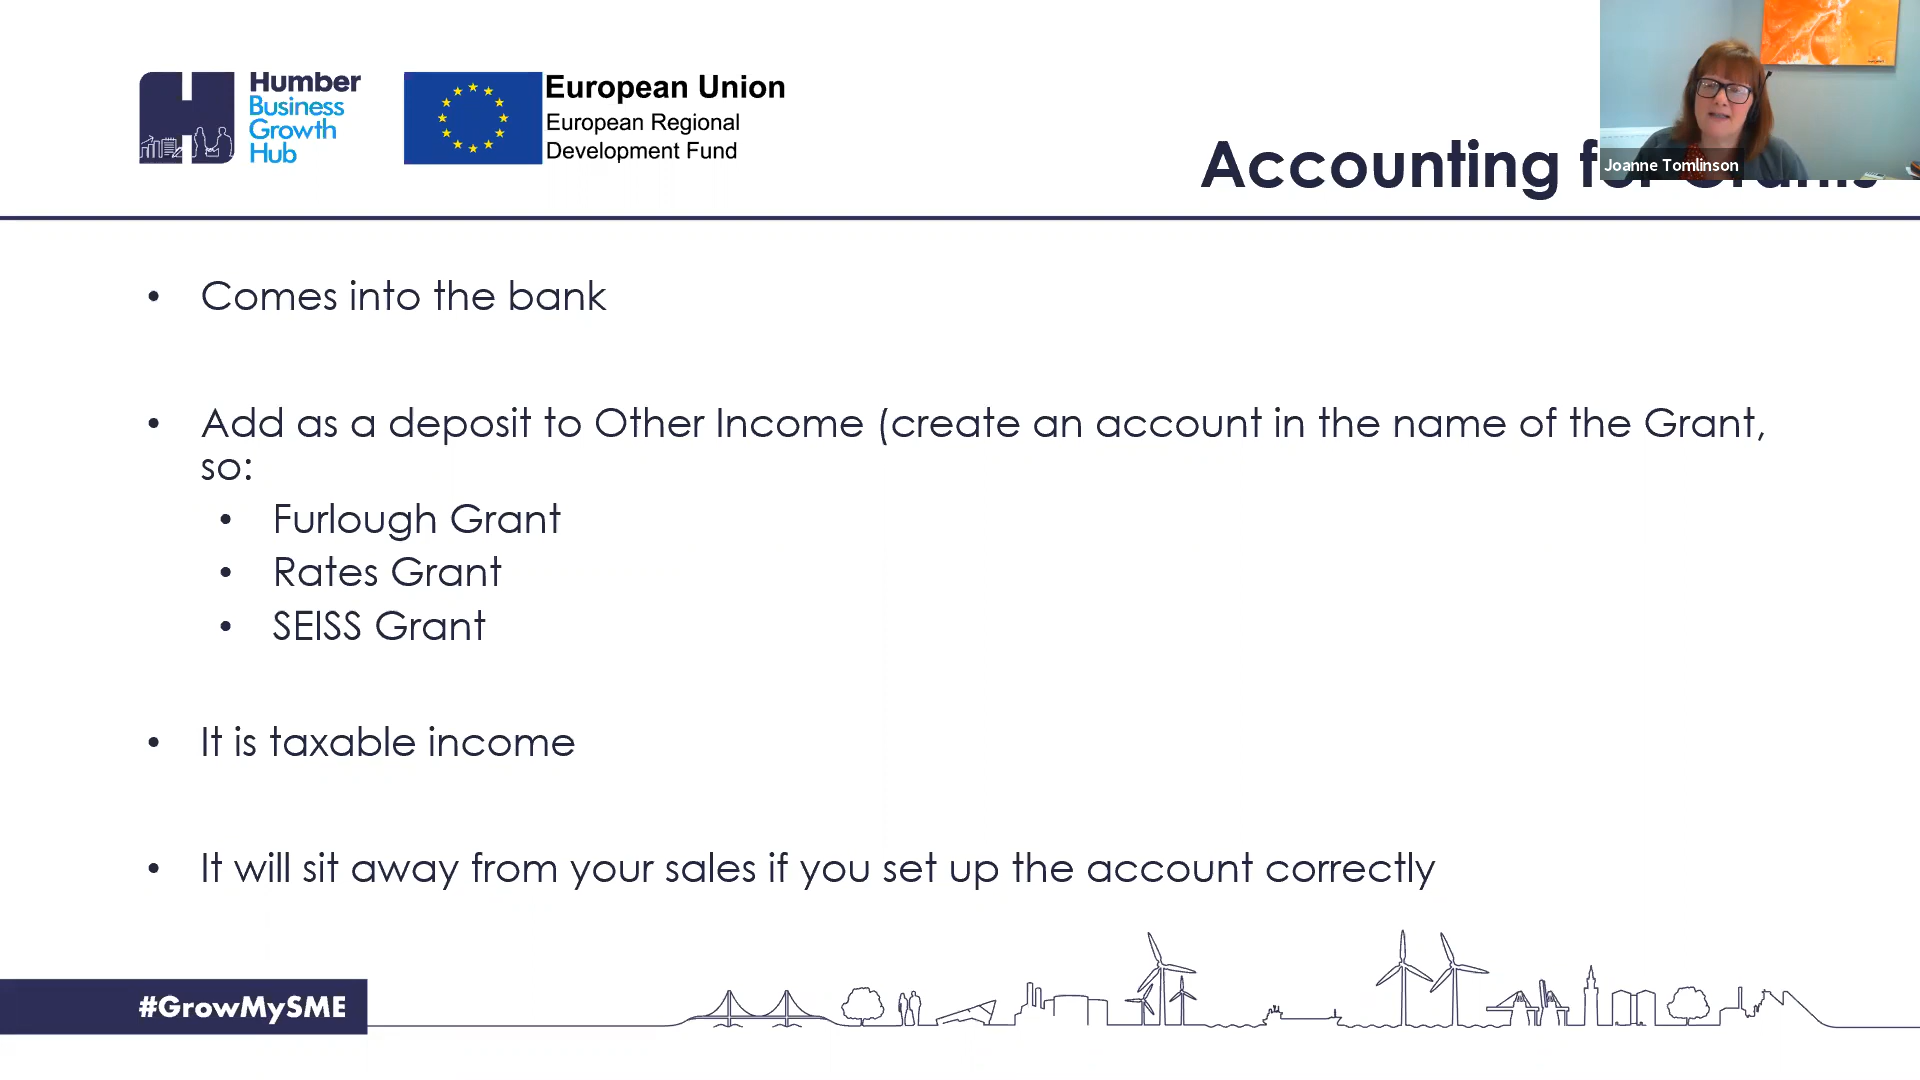 Humber
Business
Growth
Hub
European Union
European Regional
Development Fund
Joanne Tomlinson
Accounting
• Comes into the bank
• Add as a deposit to Other Income (create an account in the name of the Grant,
so:
• Furlough Grant
• Rates Grant
• SEISS Grant
• It is taxable income
• It will sit away from your sales if you set up the account correctly
#GrowMySME